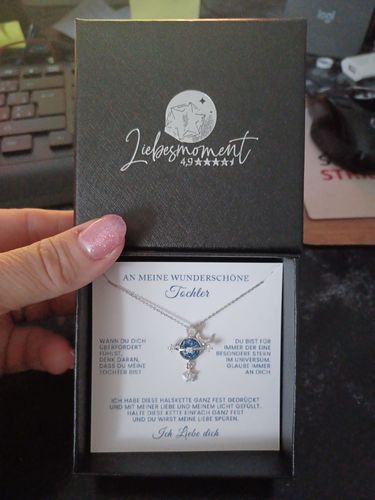 logi
Liebesmoment
4,9
AN MEINE WUNDERSCHÖNE
Tochter
WANN DU DICH
ÜBERFORDERT
FÜHLST,
DENK DARAN,
DASS DU MEINE
TOCHTER BIST
DU BIST FÜR
IMMER DER EINE
BESONDERE STERN
IM UNIVERSUM.
GLAUBE IMMER
AN DICH
ICH HABE DIESE HALSKETTE GANZ FEST GEDRÜCKT
UND MIT MEINER LIEBE UND MEINEM LICHT GEFÜLLT.
HALTE DIESE KETTE EINFACH GANZ FEST
UND DU WIRST MEINE LIEBE SPÜREN.
Ich Liebe dich